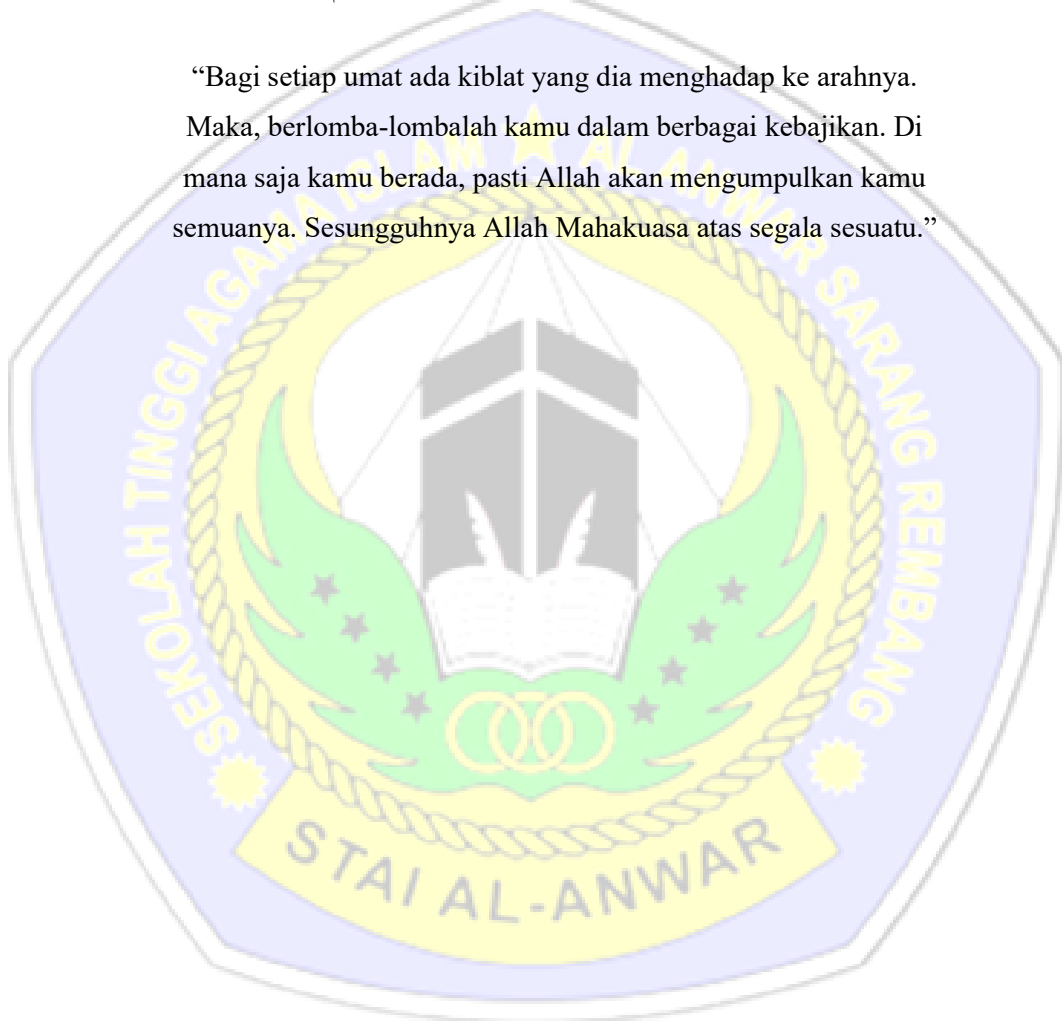 “Bagi setiap umat ada kiblat yang dia menghadap ke arahnya.
Maka, berlomba-lombalah kamu dalam berbagai kebajikan. Di
mana saja kamu berada, pasti Allah akan mengumpulkan kamu
semuanya. Sesungguhnya Allah Mahakuasa atas segala sesuatu.”
SEKOLAH TINGGI AGAMA ISLAM ★ AL ANWAR SARANG REMBANG
STAI AL-ANWAR